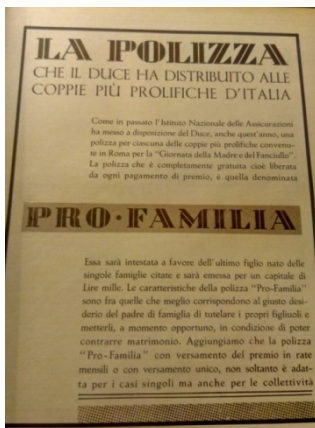 LA POLIZZA
CHE IL DUCE HA DISTRIBUITO ALLE
COPPIE PIÙ PROLIFICHE D'ITALIA
Come in passato l'Istituto Nazionale delle Assicurazioni
ha messo a disposizione del Duce, anche quest'anno, una
polizza per ciascuna delle coppie più prolifiche convenu-
te in Roma per la "Giornata della Madre e del Fanciullo".
La polizza che è completamente gratuita cioè liberata
da ogni pagamento di premio, è quella denominata
PRO·FAMILIA
Essa sarà intestata a favore dell'ultimo figlio nato delle
singole famiglie citate e sarà emessa per un capitale di
Lire mille. Le caratteristiche della polizza "Pro-Familia"
sono fra quelle che meglio corrispondono al giusto desi-
derio del padre di famiglia di tutelare i propri figliuoli e
metterli, a momento opportuno, in condizione di poter
contrarre matrimonio. Aggiungiamo che la polizza
"Pro-Familia" con versamento del premio in rate
mensili o con versamento unico, non soltanto è adat-
ta per i casi singoli ma anche per le collettività